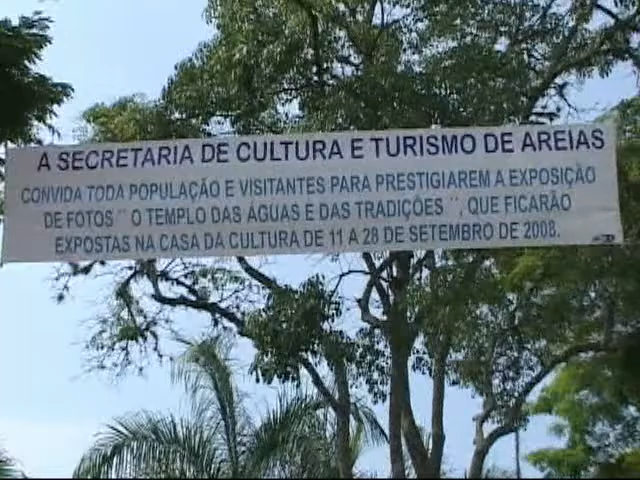 A SECRETARIA DE CULTURA E TURISMO DE AREIAS
CONVIDA TODA POPULAÇÃO E VISITANTES PARA PRESTIGIAREM A EXPOSIÇÃO
DE FOTOS ¨ O TEMPLO DAS ÁGUAS E DAS TRADIÇÕES ¨, QUE FICARÃO
EXPOSTAS NA CASA DA CULTURA DE 11 A 28 DE SETEMBRO DE 2008.